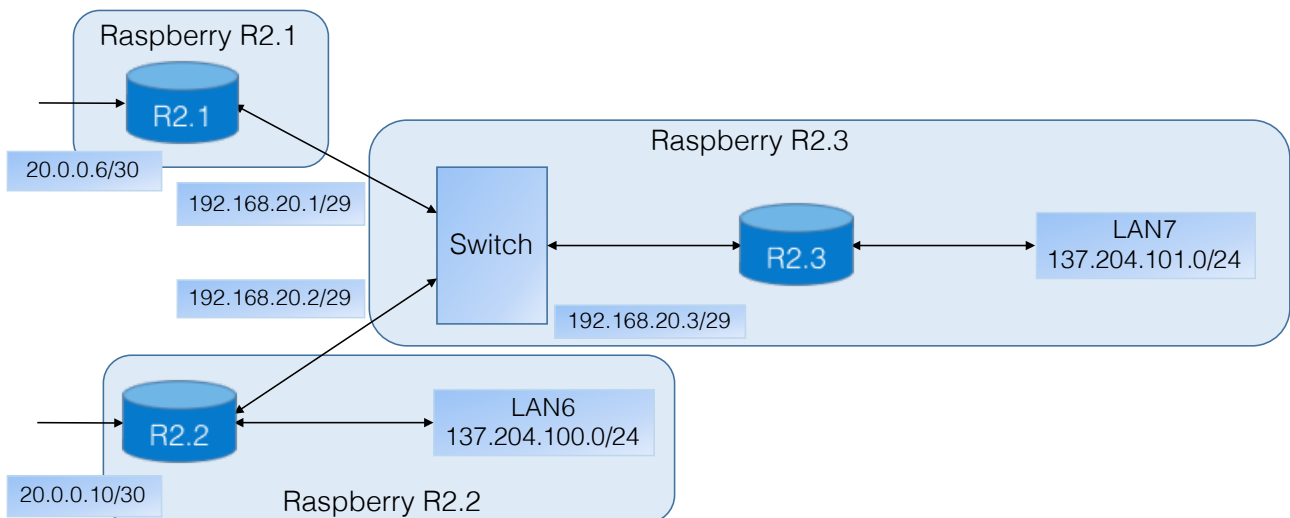 Raspberry R2.1
R2.1
20.0.0.6/30
192.168.20.1/29
Raspberry R2.3
Switch
R2.3
LAN7
137.204.101.0/24
192.168.20.2/29
192.168.20.3/29
R2.2
LAN6
137.204.100.0/24
20.0.0.10/30
Raspberry R2.2